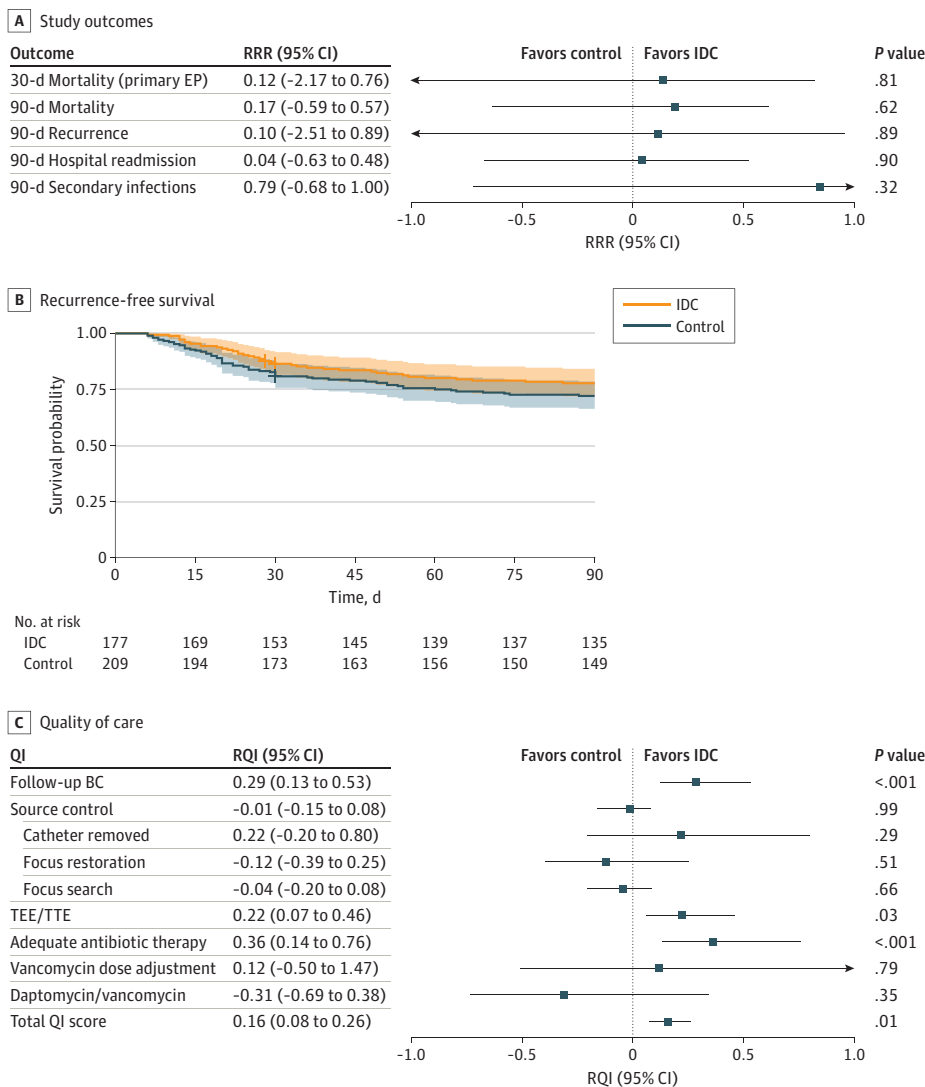 A Study outcomes
Outcome RRR (95% CI) Favors control Favors IDC P value
30-d Mortality (primary EP) 0.12 (-2.17 to 0.76) .81
90-d Mortality 0.17 (-0.59 to 0.57) .62
90-d Recurrence 0.10 (-2.51 to 0.89) .89
90-d Hospital readmission 0.04 (-0.63 to 0.48) .90
90-d Secondary infections 0.79 (-0.68 to 1.00) .32
-1.0 -0.5 0 0.5 1.0
RRR (95% CI)
B Recurrence-free survival
IDC
Control
1.00
0.75
0.50
0.25
0
Survival probability
0 15 30 45 60 75 90
Time, d
No. at risk
IDC 177 169 153 145 139 137 135
Control 209 194 173 163 156 150 149
C Quality of care
QI RQI (95% CI) Favors control Favors IDC P value
Follow-up BC 0.29 (0.13 to 0.53) <.001
Source control -0.01 (-0.15 to 0.08) .99
Catheter removed 0.22 (-0.20 to 0.80) .29
Focus restoration -0.12 (-0.39 to 0.25) .51
Focus search -0.04 (-0.20 to 0.08) .66
TEE/TTE 0.22 (0.07 to 0.46) .03
Adequate antibiotic therapy 0.36 (0.14 to 0.76) <.001
Vancomycin dose adjustment 0.12 (-0.50 to 1.47) .79
Daptomycin/vancomycin -0.31 (-0.69 to 0.38) .35
Total QI score 0.16 (0.08 to 0.26) .01
-1.0 -0.5 0 0.5 1.0
RQI (95% CI)